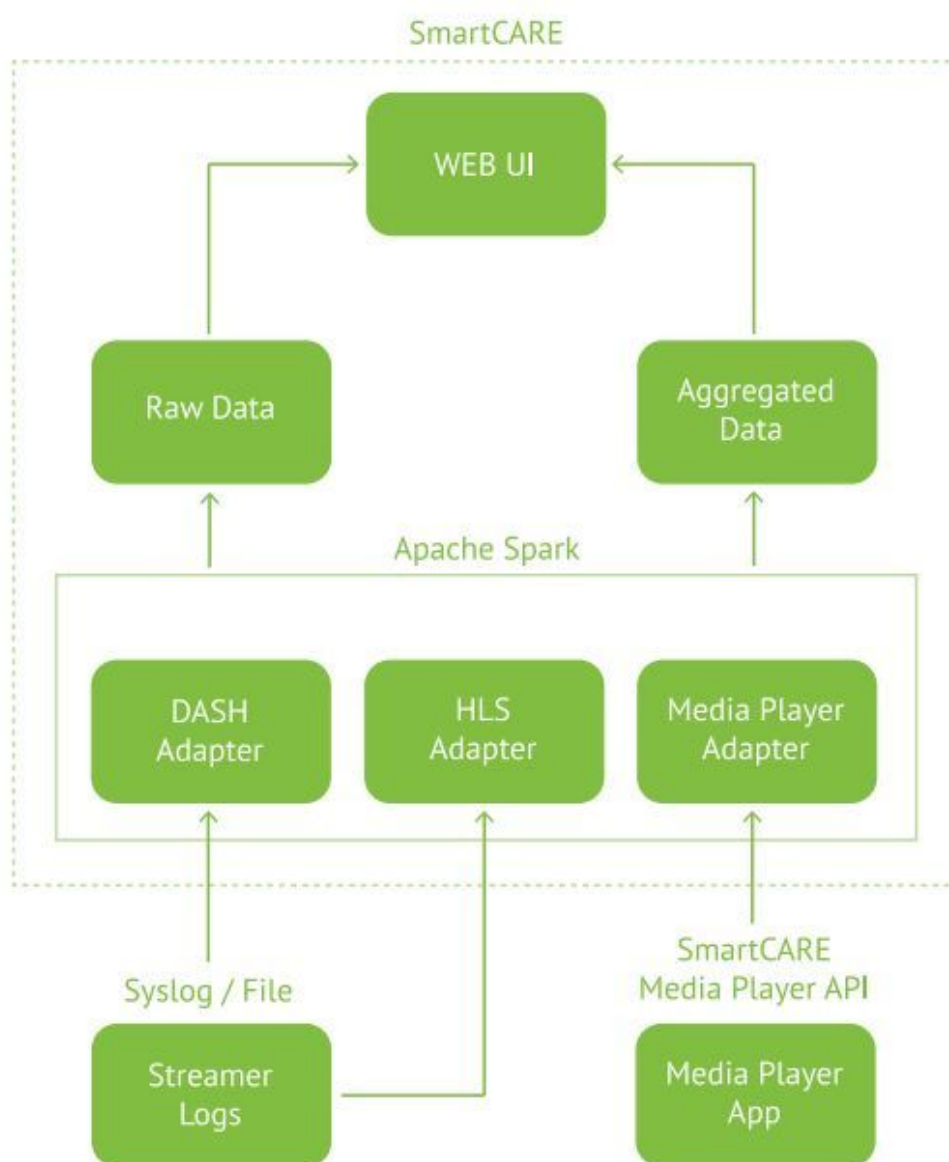 SmartCARE
WEB UI
Raw Data
Aggregated
Data
Apache Spark
DASH
Adapter
HLS
Adapter
Media Player
Adapter
Syslog / File
SmartCARE
Media Player API
Streamer
Logs
Media Player
App